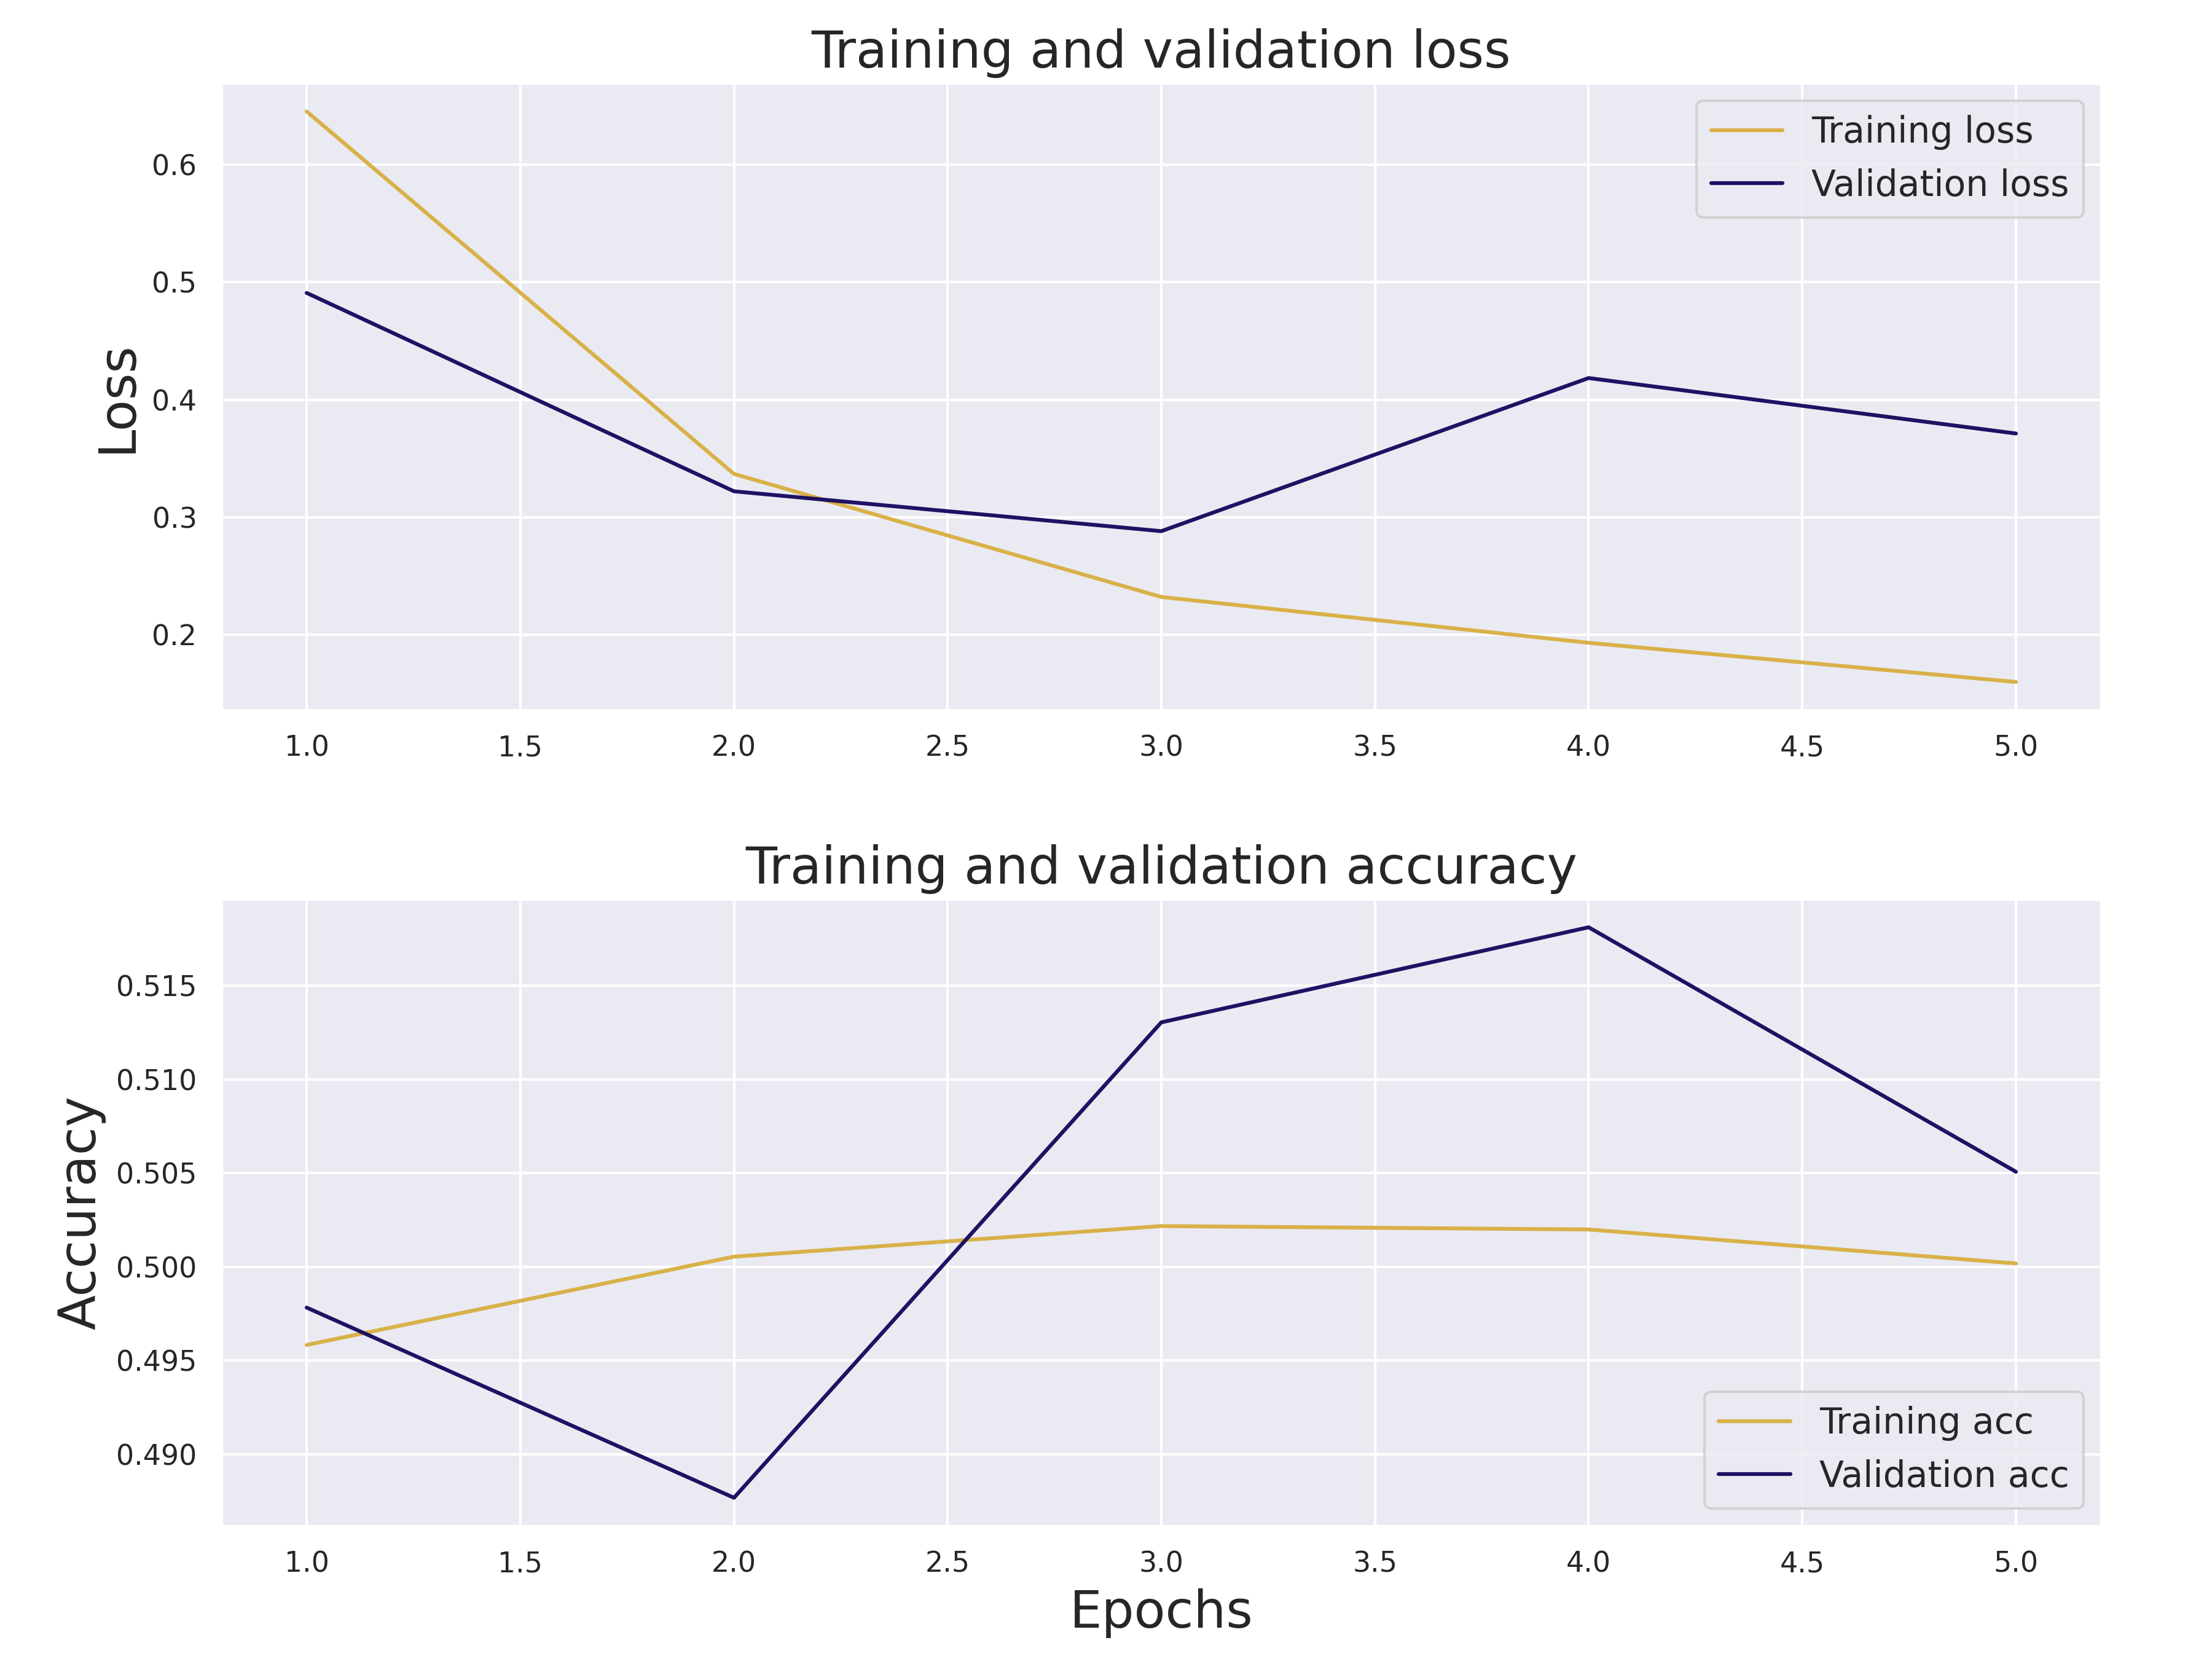 Training and validation loss
Training loss
Validation loss
Loss
0.6
0.5
0.4
0.3
0.2
1.0 1.5 2.0 2.5 3.0 3.5 4.0 4.5 5.0
Training and validation accuracy
Accuracy
0.515
0.510
0.505
0.500
0.495
0.490
Training acc
Validation acc
1.0 1.5 2.0 2.5 3.0 3.5 4.0 4.5 5.0
Epochs